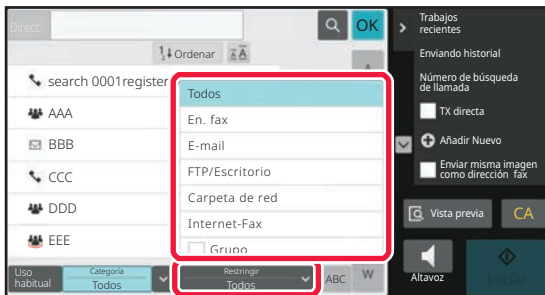 Direcc.
OK
Ordenar
search 0001register
AAA
BBB
CCC
DDD
EEE
Todos
En. fax
E-mail
FTP/Escritorio
Carpeta de red
Internet-Fax
Grupo
Uso
habitual
Categoría
Todos
Restringir
Todos
ABC
W
Trabajos
recientes
Enviando historial
Número de búsqueda
de llamada
TX directa
Añadir Nuevo
Enviar misma imagen
como dirección fax
Vista previa
CA
Altavoz
Iniciar